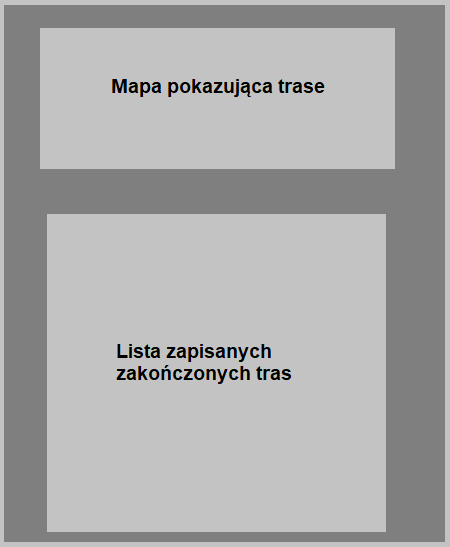 Mapa pokazująca trase
Lista zapisanych
zakończonych tras